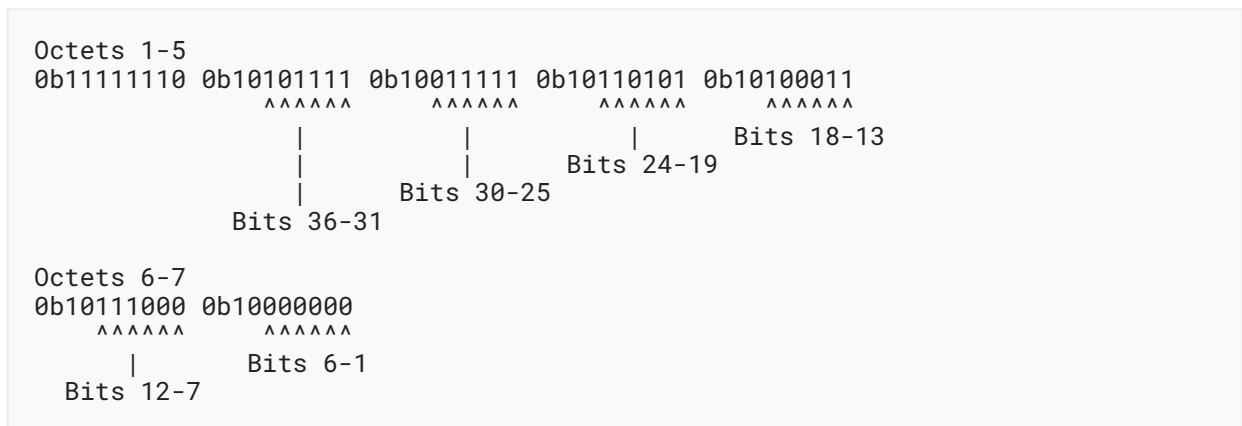 Octets 1-5
0b11111110 0b10101111 0b10011111 0b10110101 0b10100011
               ^^^^^^     ^^^^^^     ^^^^^^     ^^^^^^
                 |          |          |      Bits 18-13
                 |          |      Bits 24-19
                 |      Bits 30-25
             Bits 36-31
Octets 6-7
0b10111000 0b10000000
    ^^^^^^     ^^^^^^
      |       Bits 6-1
  Bits 12-7